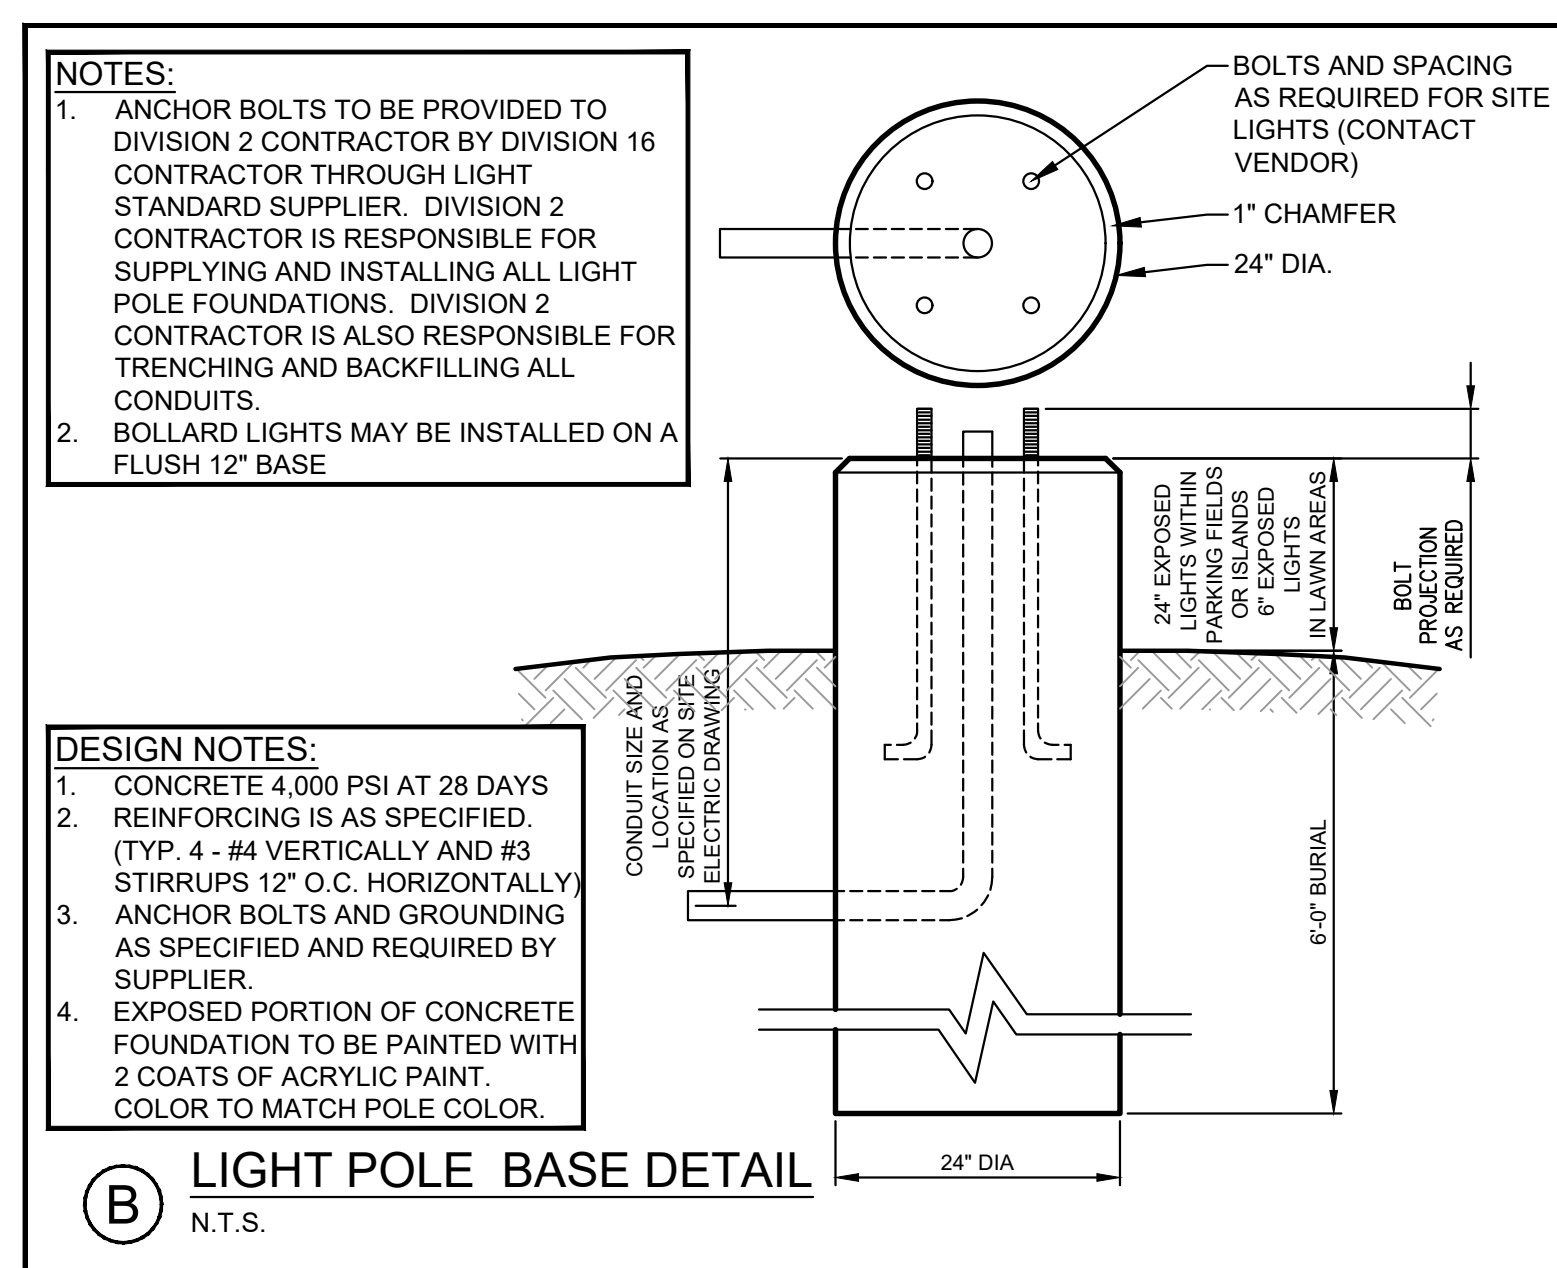 NOTES:
1. ANCHOR BOLTS TO BE PROVIDED TO
DIVISION 2 CONTRACTOR BY DIVISION 16
CONTRACTOR THROUGH LIGHT
STANDARD SUPPLIER. DIVISION 2
CONTRACTOR IS RESPONSIBLE FOR
SUPPLYING AND INSTALLING ALL LIGHT
POLE FOUNDATIONS. DIVISION 2
CONTRACTOR IS ALSO RESPONSIBLE FOR
TRENCHING AND BACKFILLING ALL
CONDUITS.
2. BOLLARD LIGHTS MAY BE INSTALLED ON A
FLUSH 12" BASE
BOLTS AND SPACING
AS REQUIRED FOR SITE
LIGHTS (CONTACT
VENDOR)
1" CHAMFER
24" DIA.
24" EXPOSED
LIGHTS WITHIN
PARKING FIELDS
OR ISLANDS
6" EXPOSED
LIGHTS
IN LAWN AREAS
BOLT
PROJECTION
AS REQUIRED
CONDUIT SIZE AND
LOCATION AS
SPECIFIED ON SITE
ELECTRIC DRAWING
6'-0" BURIAL
DESIGN NOTES:
1. CONCRETE 4,000 PSI AT 28 DAYS
2. REINFORCING IS AS SPECIFIED.
(TYP. 4 - #4 VERTICALLY AND #3
STIRRUPS 12" O.C. HORIZONTALLY)
3. ANCHOR BOLTS AND GROUNDING
AS SPECIFIED AND REQUIRED BY
SUPPLIER.
4. EXPOSED PORTION OF CONCRETE
FOUNDATION TO BE PAINTED WITH
2 COATS OF ACRYLIC PAINT.
COLOR TO MATCH POLE COLOR.
24" DIA
B
LIGHT POLE BASE DETAIL
N.T.S.